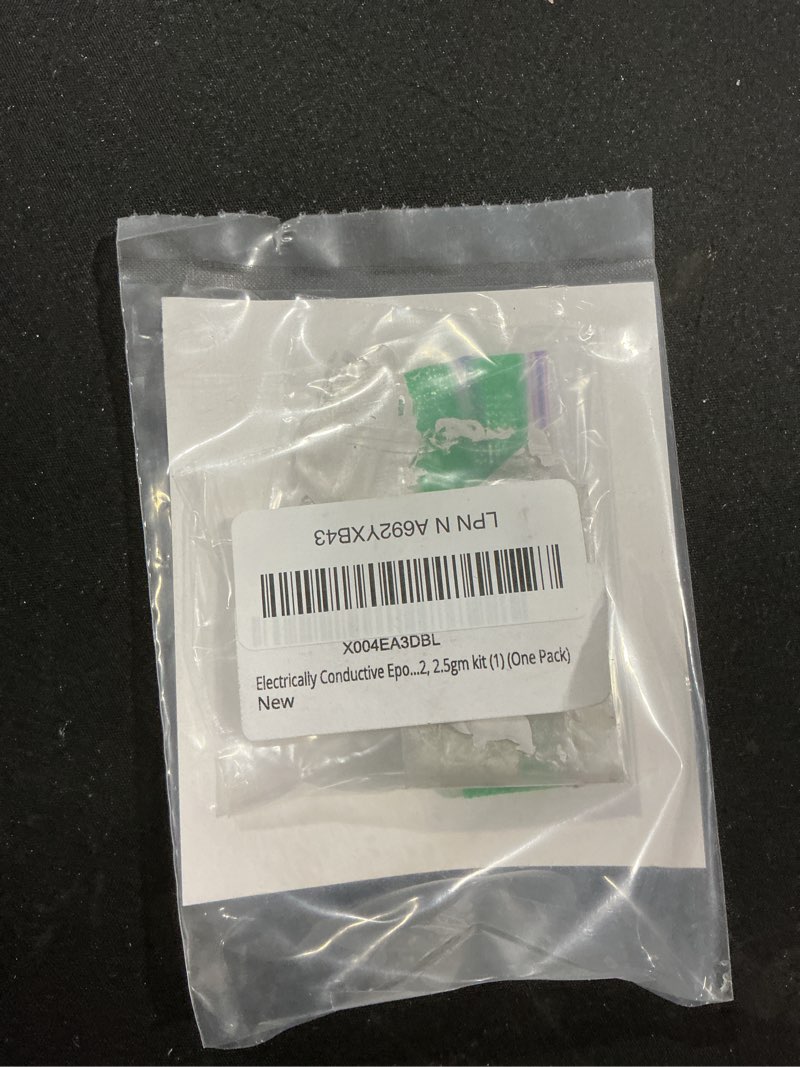 LPN N A692YXB43
X004EA3DBL
Electrically Conductive Epo...2, 2.5gm kit (1) (One Pack)
New